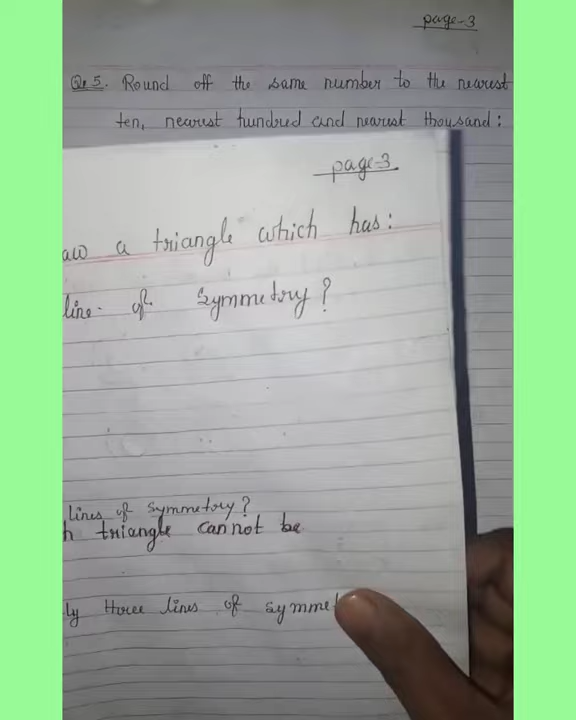 page-3
Qs 5. Round off the same number to the nearest
ten, nearest hundred and nearest thousand:
page-3
aw a triangle which has:
line of Symmetory?
lines of Symmetory?
h triangle cannot be
ly three lines of symmet